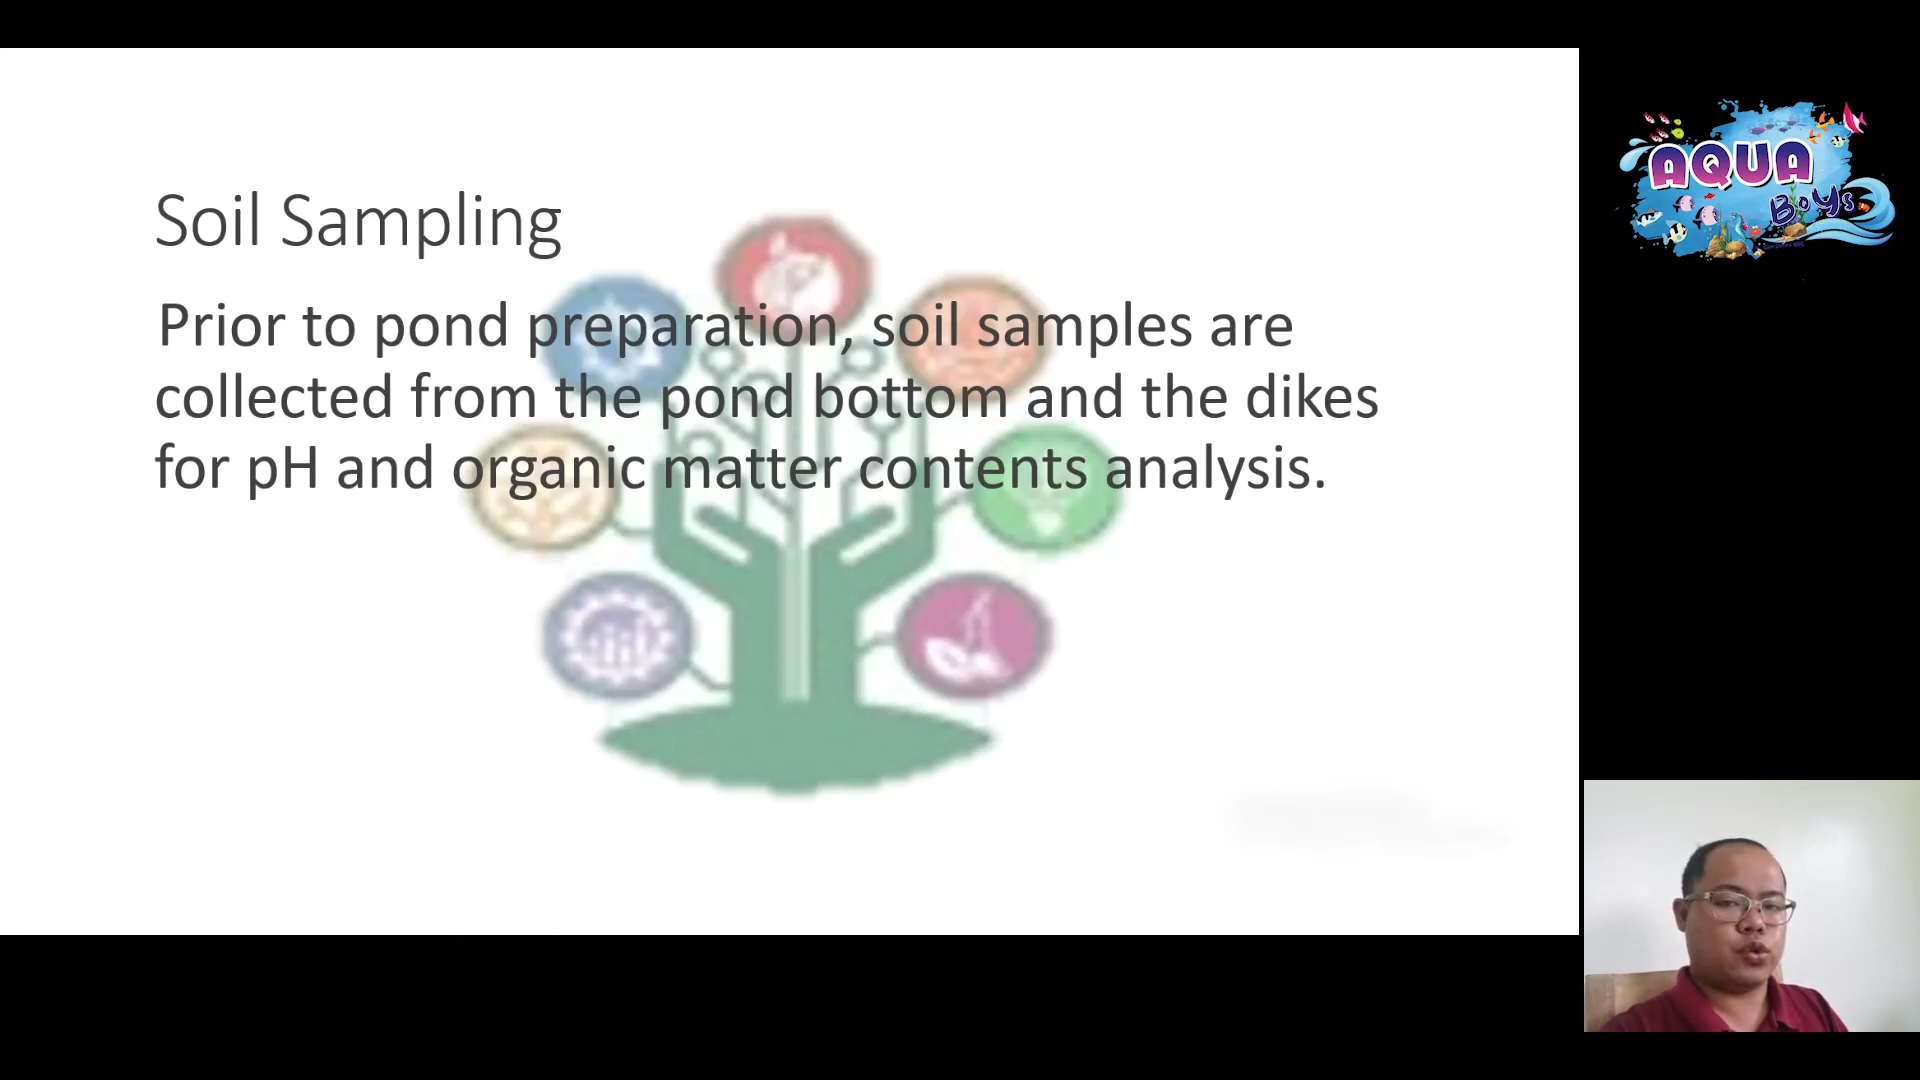 Soil Sampling
Prior to pond preparation, soil samples are
collected from the pond bottom and the dikes
for pH and organic matter contents analysis.
AQUA
Boys